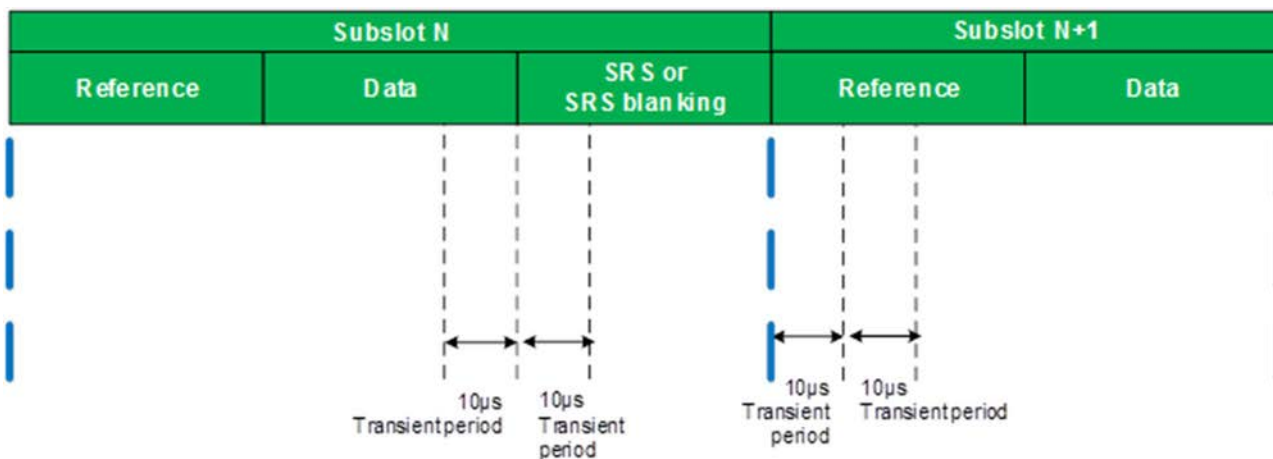 Subslot N
Subslot N+1
Reference
Data
SRS or
SRS blanking
Reference
Data
10µs
Transient period
10µs
Transient
period
10µs
Transient
period
10µs
Transient period